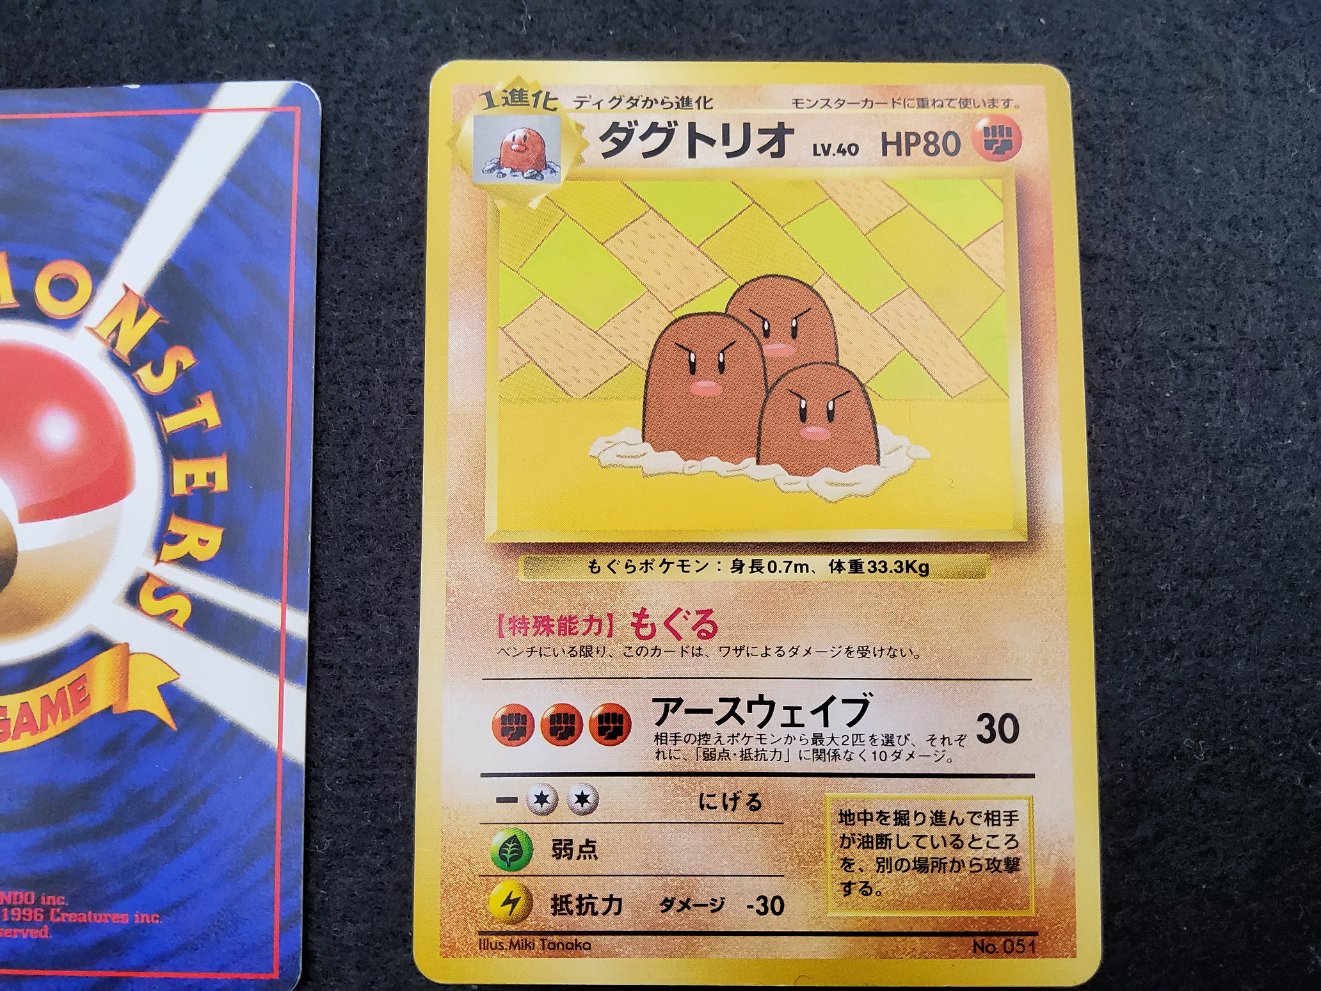 MONSTERS
GAME
1996 Creatures inc.
1進化 ディグダから進化 モンスターカードに重ねて使います。
ダグトリオ LV.40 HP80
もぐらポケモン：身長0.7m、体重33.3Kg
【特殊能力】もぐる
ベンチにいる限り、このカードは、ワザによるダメージを受けない。
アースウェイブ 30
相手の控えポケモンから最大2匹を選び、それぞ
れに、「弱点・抵抗力」に関係なく10ダメージ。
にげる
弱点
抵抗力 ダメージ -30
地中を掘り進んで相手
が油断しているところ
を、別の場所から攻撃
する。
Illus.Miki Tanaka
No. 051